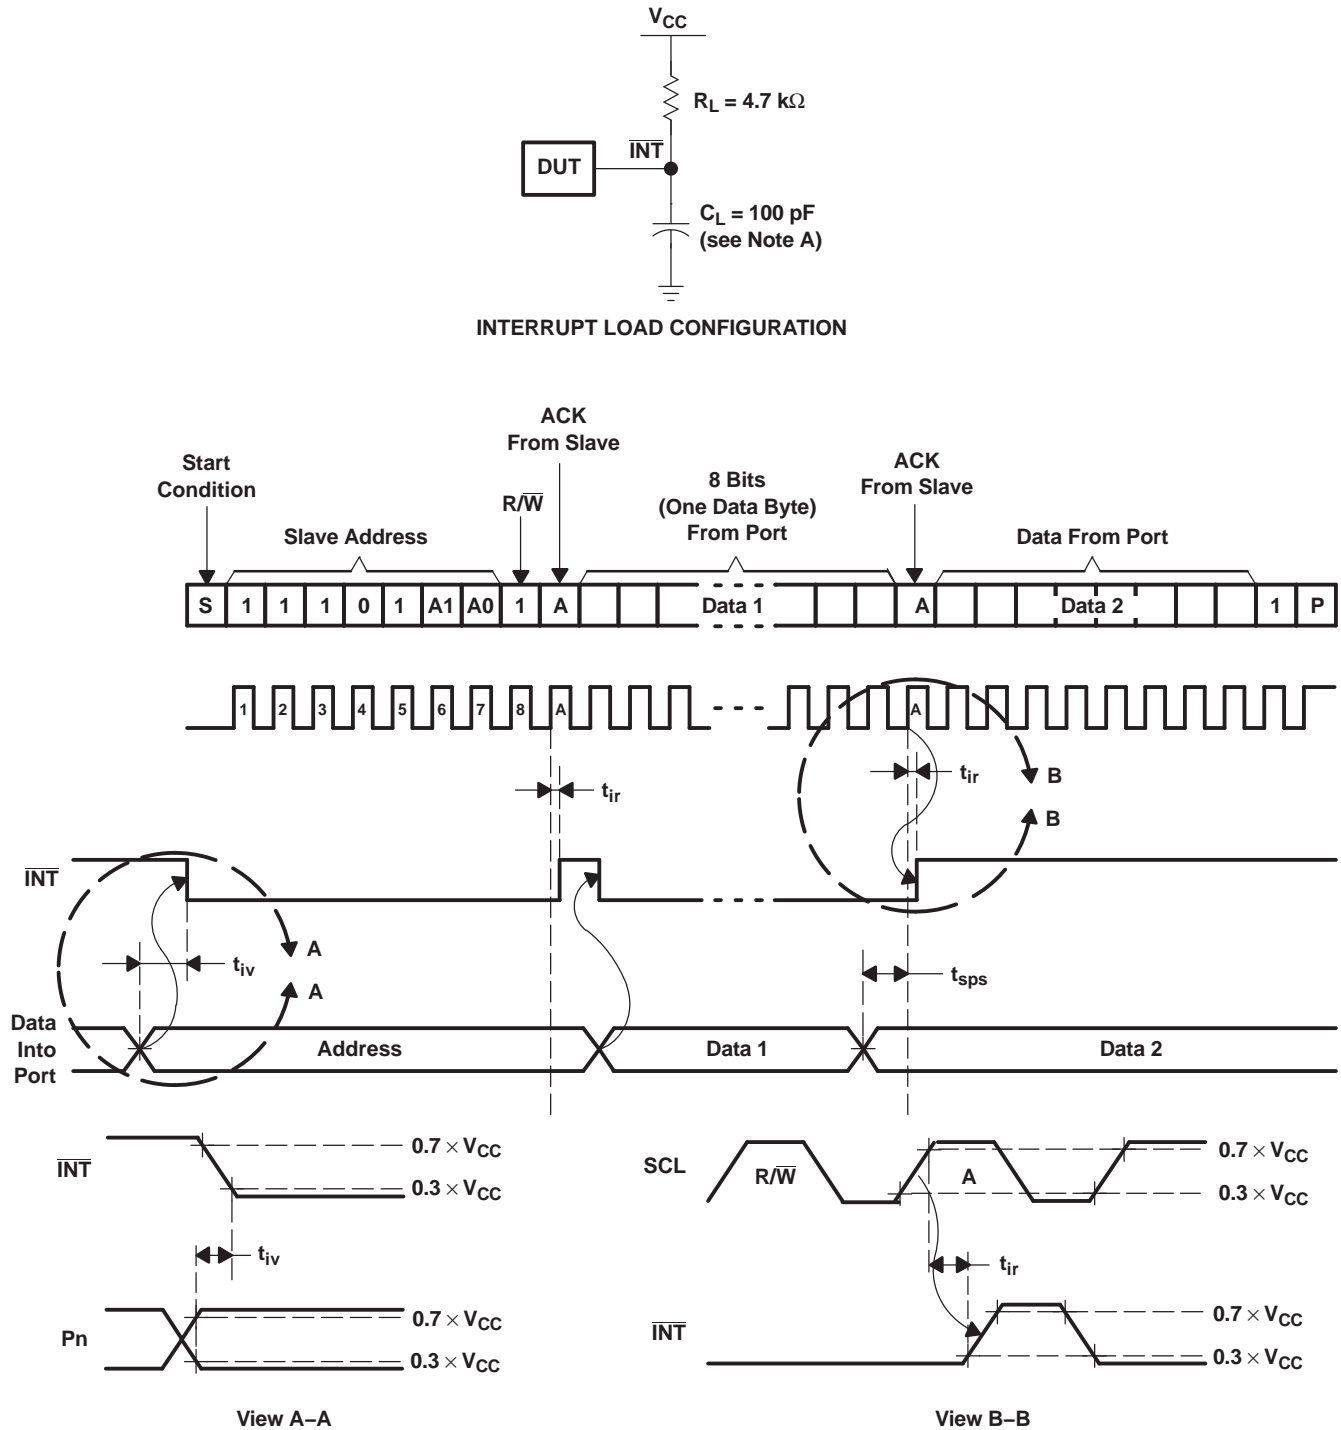 VCC
RL = 4.7 kΩ
INT
DUT
CL = 100 pF
(see Note A)
INTERRUPT LOAD CONFIGURATION
Start
Condition
Slave Address
R/W
ACK
From Slave
8 Bits
(One Data Byte)
From Port
ACK
From Slave
Data From Port
S 1 1 1 0 1 A1 A0 1 A Data 1 A Data 2 1 P
1 2 3 4 5 6 7 8 A A
tir
tir
B
B
INT
A
A
tiv
tsps
Data
Into
Port
Address
Data 1
Data 2
INT
0.7 × VCC
0.3 × VCC
tiv
Pn
0.7 × VCC
0.3 × VCC
View A–A
SCL
R/W
A
0.7 × VCC
0.3 × VCC
tir
INT
0.7 × VCC
0.3 × VCC
View B–B